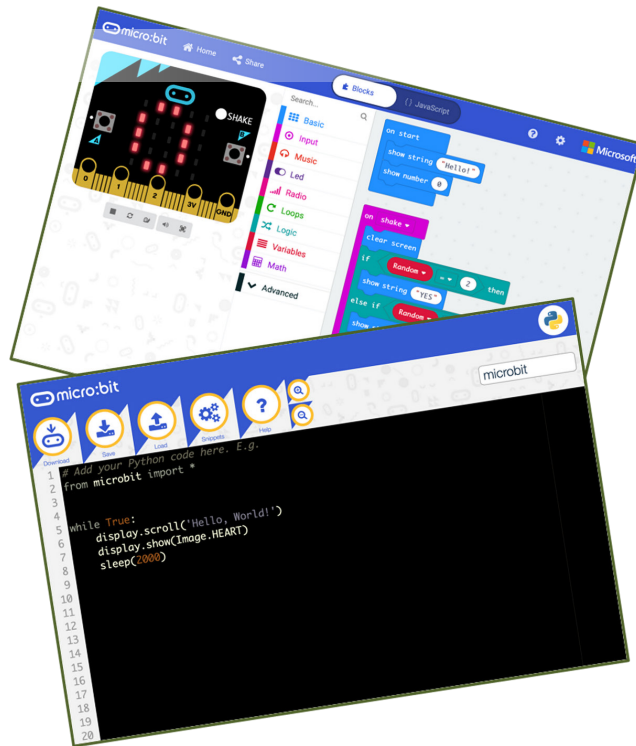 micro:bit
Home
Share
Blocks
{ } JavaScript
?
Microsoft
SHAKE
A
B
0
1
2
3V
GND
Search...
Basic
Input
Music
Led
Radio
Loops
Logic
Variables
Math
Advanced
on start
show string "Hello!"
show number 0
on shake
clear screen
if Random = 2 then
show string "YES"
else if Random
show
micro:bit
Download
Save
Load
Snippets
?
Help
microbit
1 # Add your Python code here. E.g.
2 from microbit import *
3
4
5 while True:
6 display.scroll('Hello, World!')
7 display.show(Image.HEART)
8 sleep(2000)
9
10
11
12
13
14
15
16
17
18
19
20